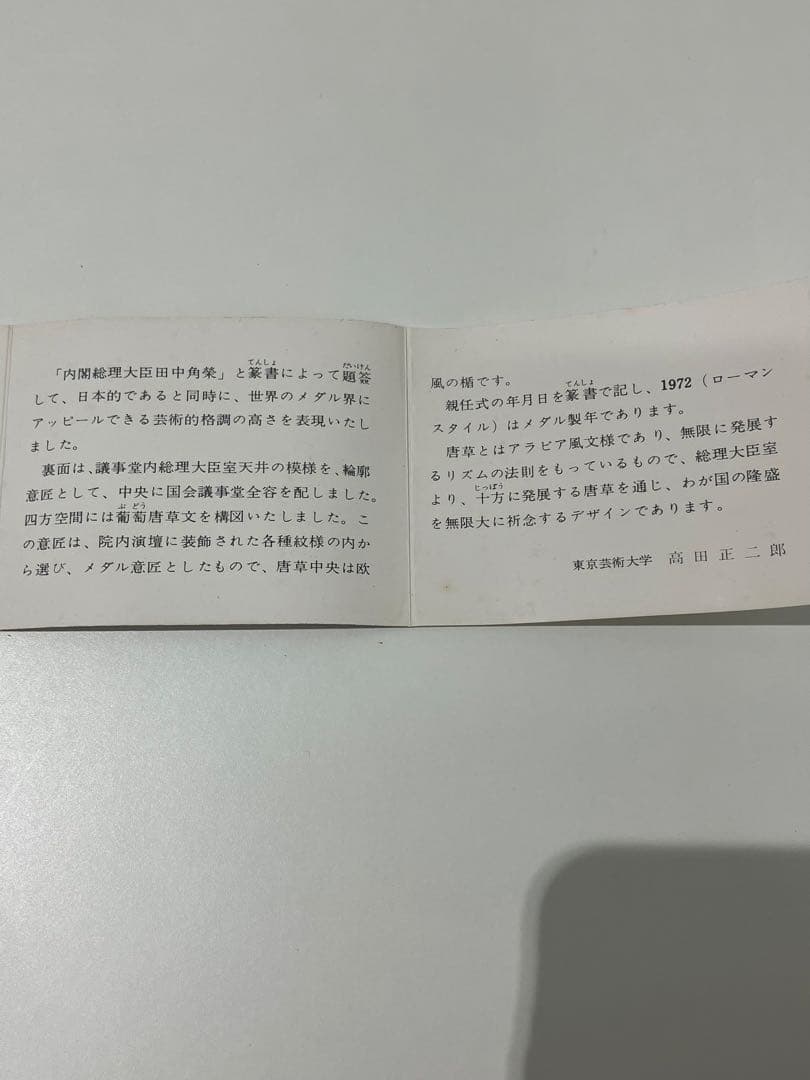 「内閣総理大臣田中角榮」と篆書によって題簽
して、日本的であると同時に、世界のメダル界に
アッピールできる芸術的格調の高さを表現いたし
ました。
裏面は、議事堂内総理大臣室天井の模様を、輪廓
意匠として、中央に国会議事堂全容を配しました。
四方空間には葡萄唐草文を構図いたしました。こ
の意匠は、院内演壇に装飾された各種紋様の内か
ら選び、メダル意匠としたもので、唐草中央は欧
風の楯です。
親任式の年月日を篆書で記し、1972（ローマン
スタイル）はメダル製年であります。
唐草とはアラビア風文様であり、無限に発展す
るリズムの法則をもっているもので、総理大臣室
より、十方に発展する唐草を通じ、わが国の隆盛
を無限大に祈念するデザインであります。
東京芸術大学　高田正二郎